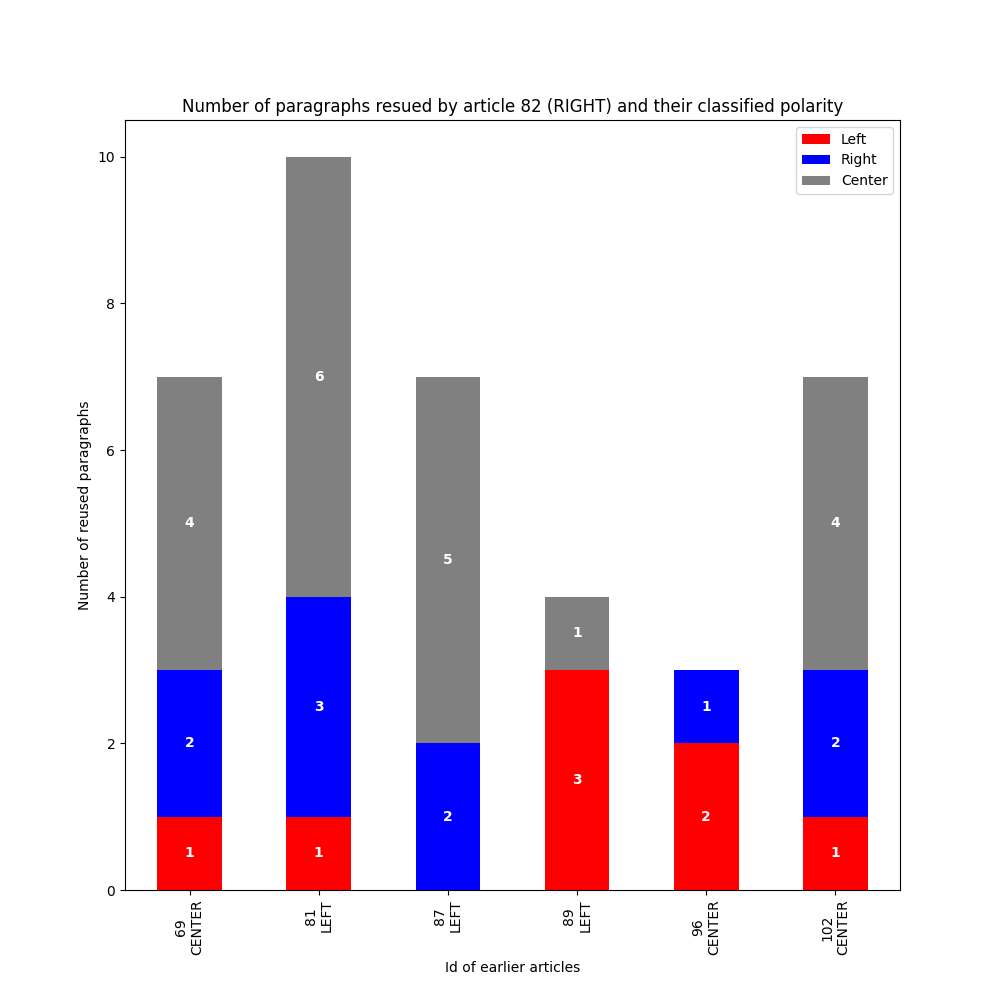 Number of paragraphs resued by article 82 (RIGHT) and their classified polarity
Left
Right
Center
Number of reused paragraphs
10
8
6
4
2
0
4
2
1
6
3
1
5
2
1
3
1
2
4
2
1
69
CENTER
81
LEFT
87
LEFT
89
LEFT
96
CENTER
102
CENTER
Id of earlier articles